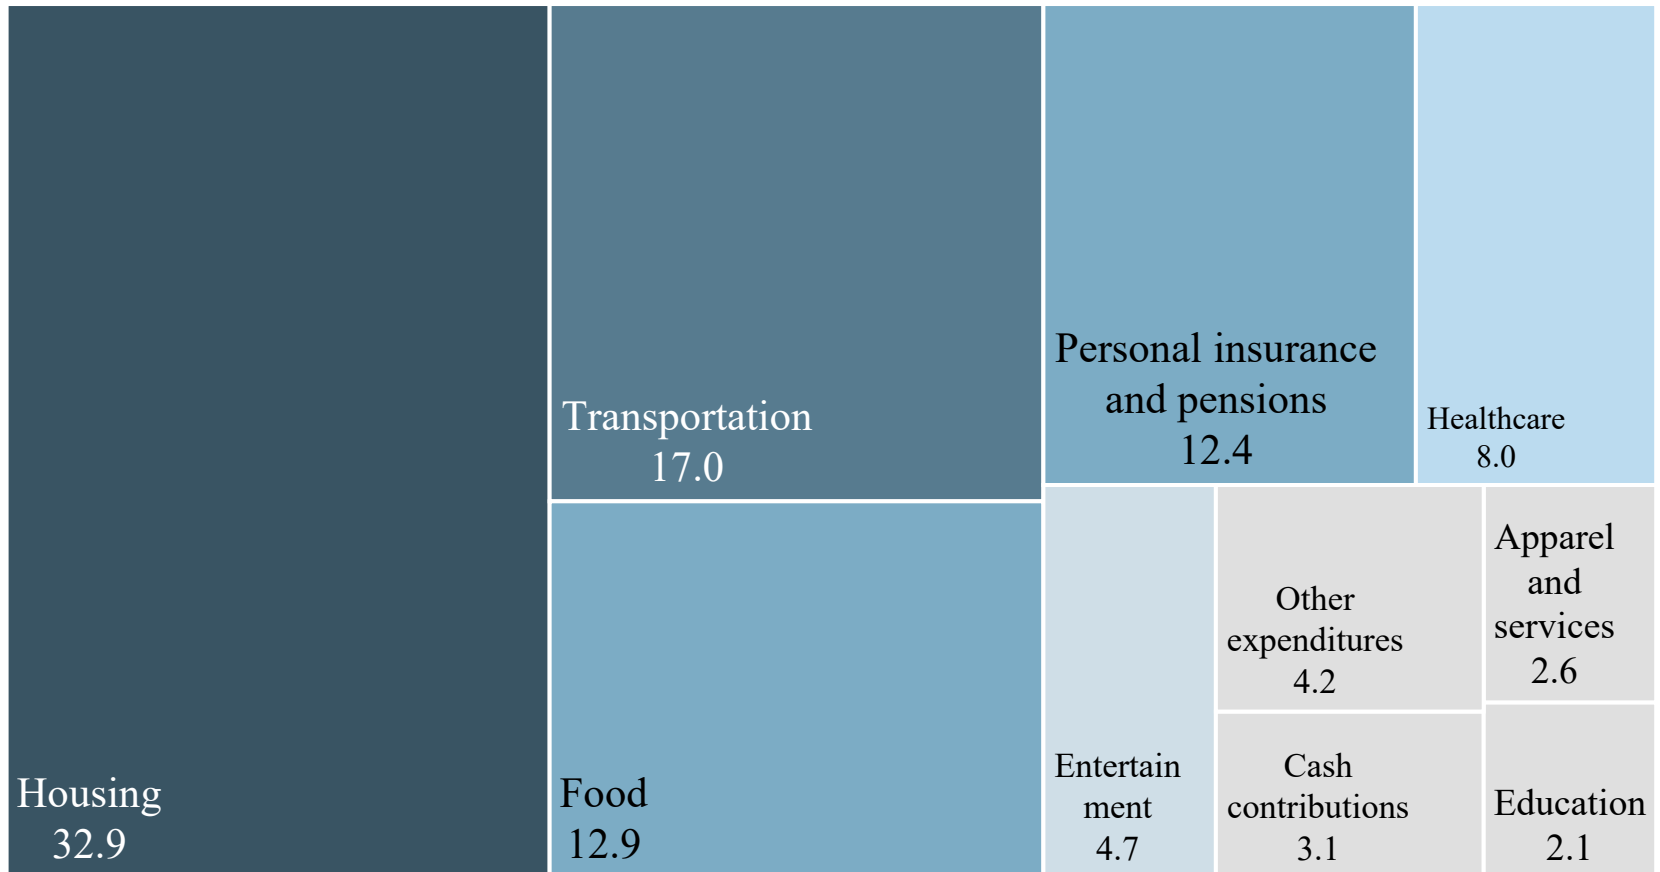 Housing
32.9
Transportation
17.0
Food
12.9
Personal insurance
and pensions
12.4
Healthcare
8.0
Entertain
ment
4.7
Other
expenditures
4.2
Cash
contributions
3.1
Apparel
and
services
2.6
Education
2.1